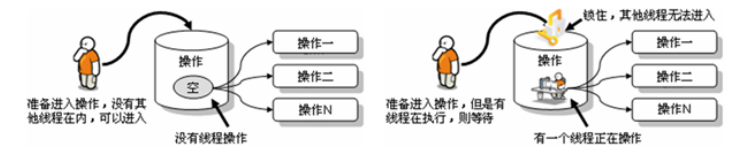 操作
空
操作一
操作二
操作N
准备进入操作，没有其
他线程在内，可以进入
没有线程操作
锁住，其他线程无法进入
操作
操作一
操作二
操作N
准备进入操作，但是有
线程在执行，则等待
有一个线程正在操作